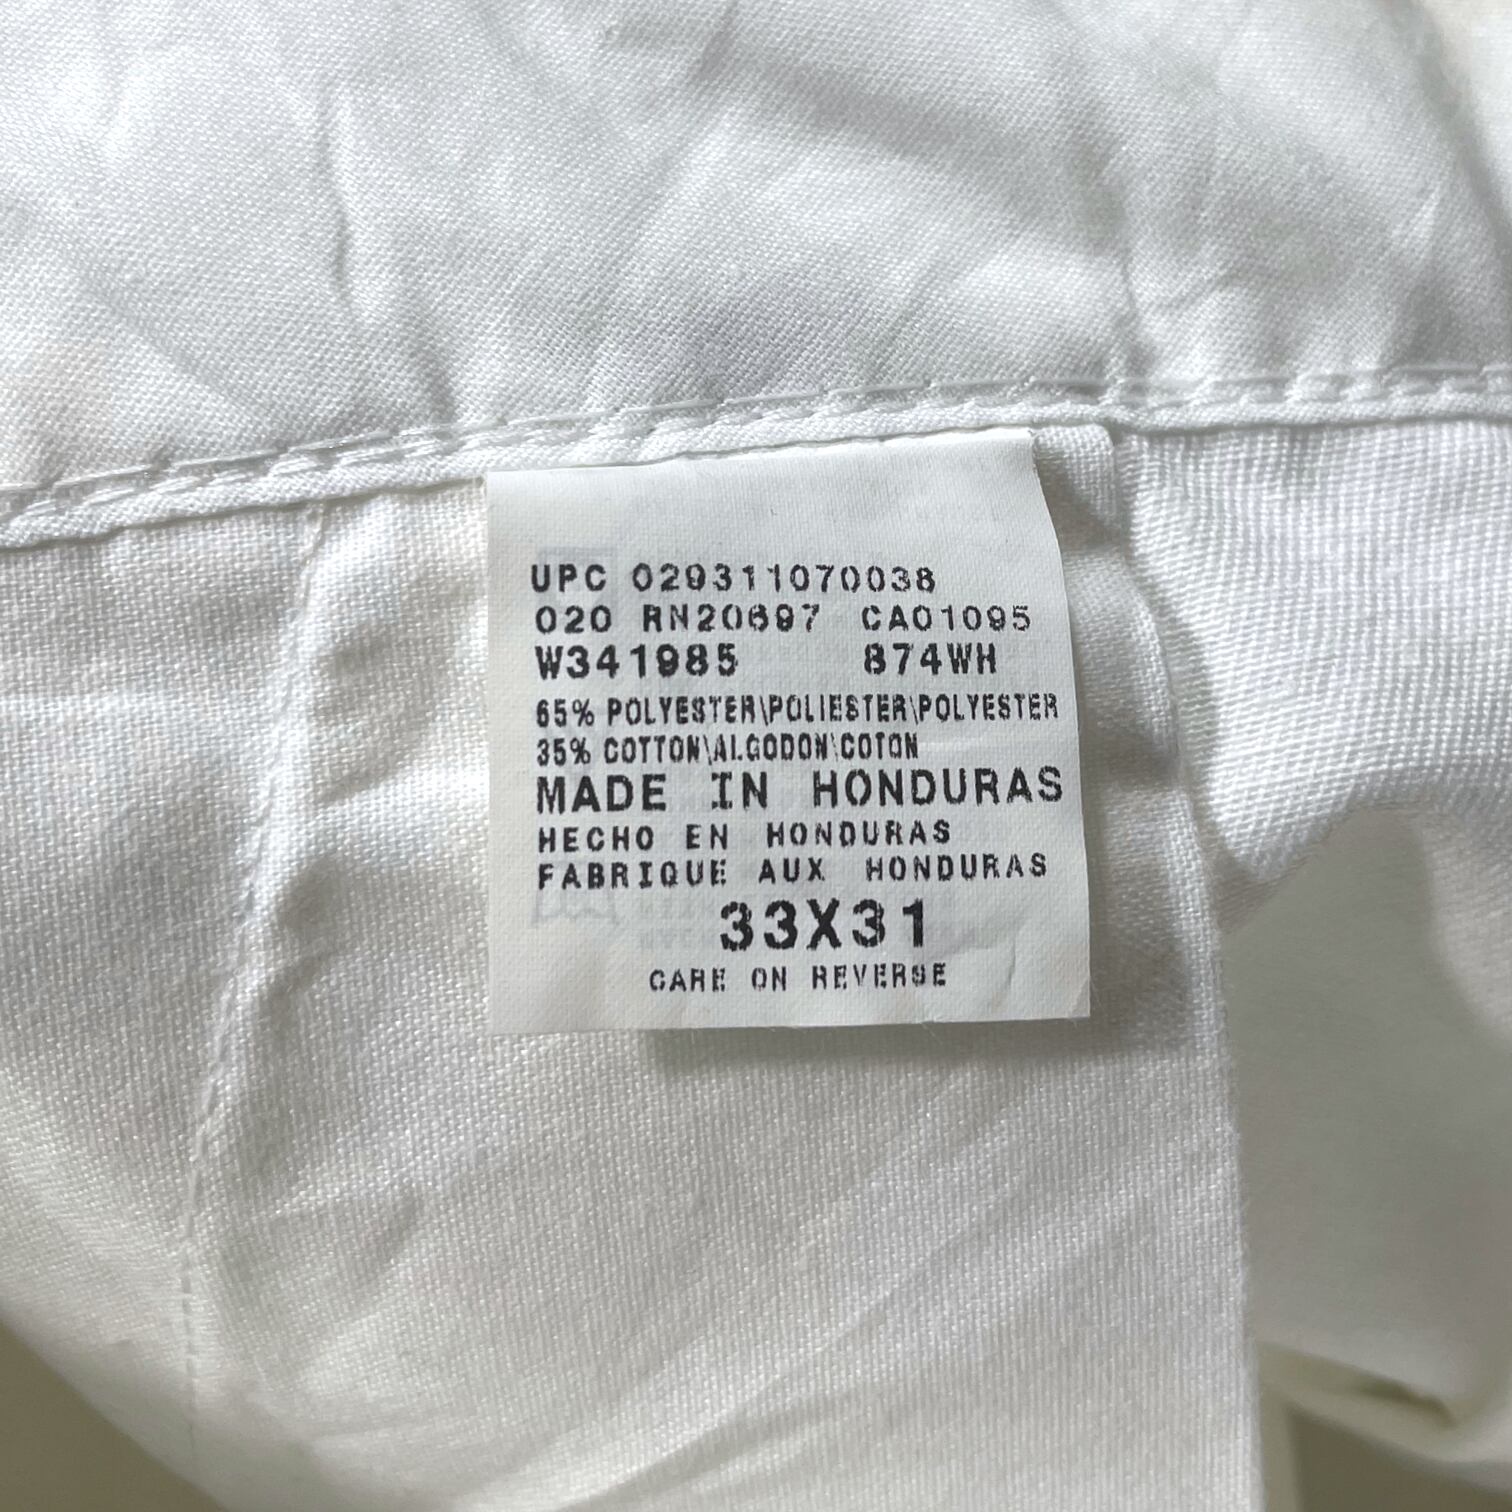 UPC 029311070038
020 RN20697 CA01095
W341985 874WH
65% POLYESTER\POLIESTER\POLYESTER
35% COTTON\ALGODON\COTON
MADE IN HONDURAS
HECHO EN HONDURAS
FABRIQUE AUX HONDURAS
33X31
CARE ON REVERSE